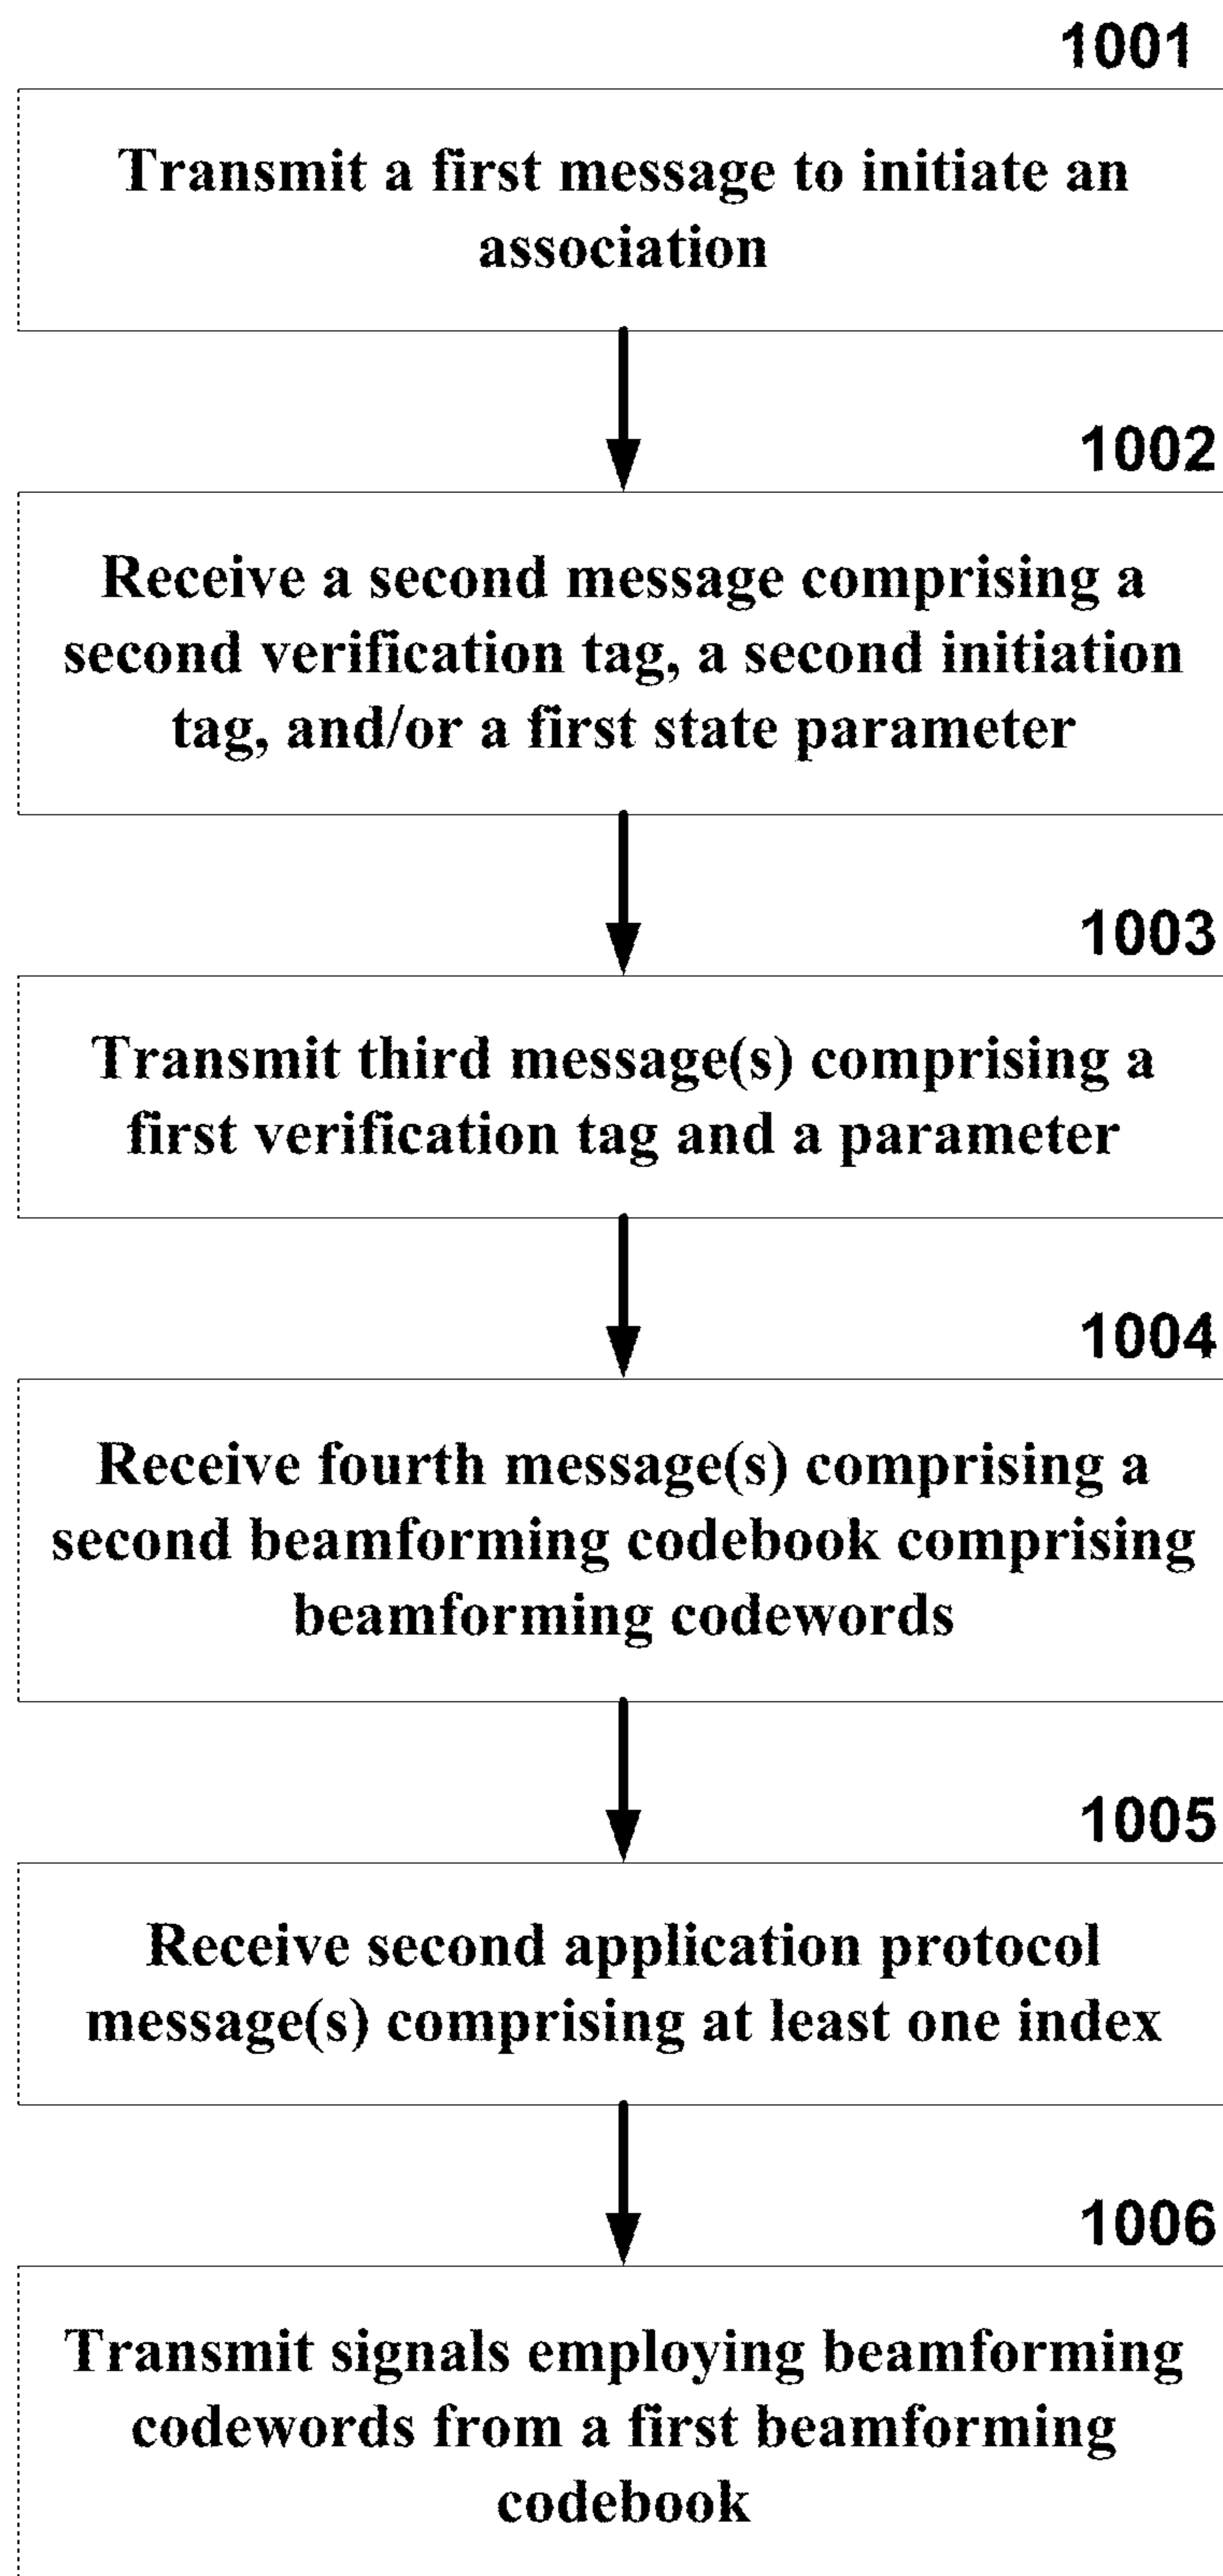 1001
Transmit a first message to initiate an
association
1002
Receive a second message comprising a
second verification tag, a second initiation
tag, and/or a first state parameter
1003
Transmit third message(s) comprising a
first verification tag and a parameter
1004
Receive fourth message(s) comprising a
second beamforming codebook comprising
beamforming codewords
1005
Receive second application protocol
message(s) comprising at least one index
1006
Transmit signals employing beamforming
codewords from a first beamforming
codebook